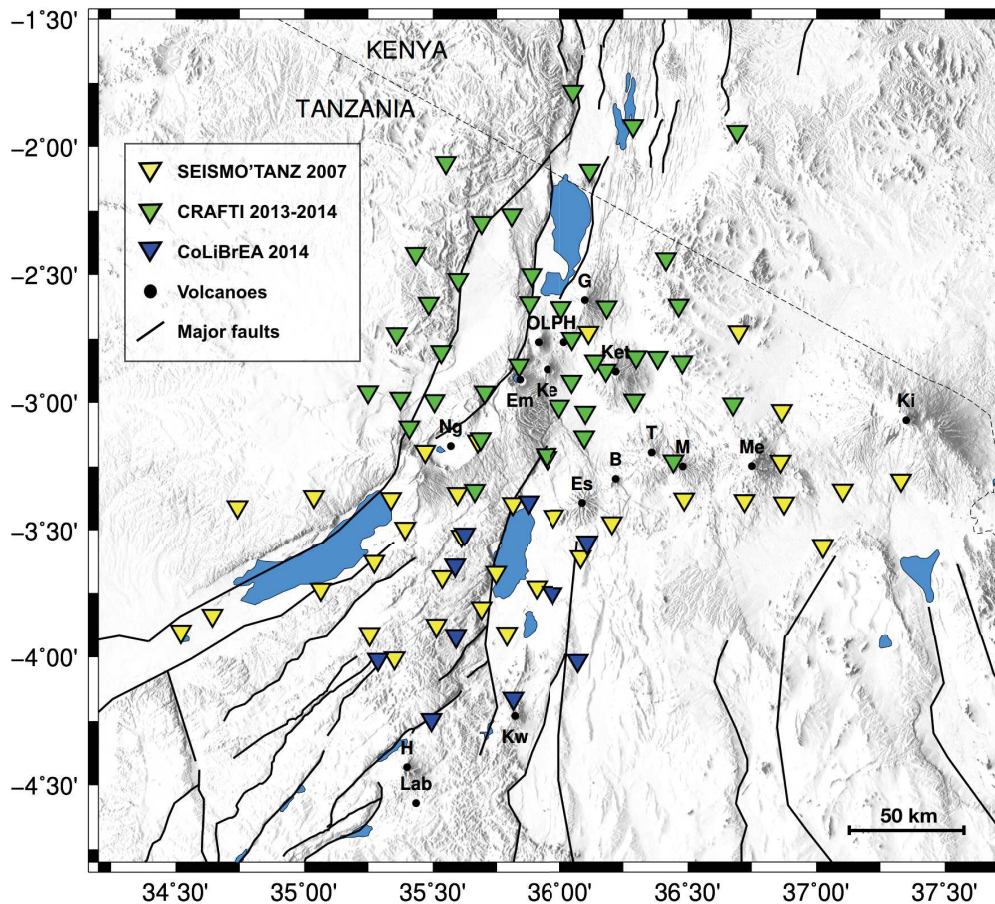 −1°30'
−2°00'
−2°30'
−3°00'
−3°30'
−4°00'
−4°30'
KENYA
TANZANIA
SEISMO'TANZ 2007
CRAFTI 2013-2014
CoLiBrEA 2014
Volcanoes
Major faults
G
OLPH
Ket
Ke
Em
Ki
Ng
T
M
Me
B
Es
Kw
H
Lab
50 km
34°30' 35°00' 35°30' 36°00' 36°30' 37°00' 37°30'